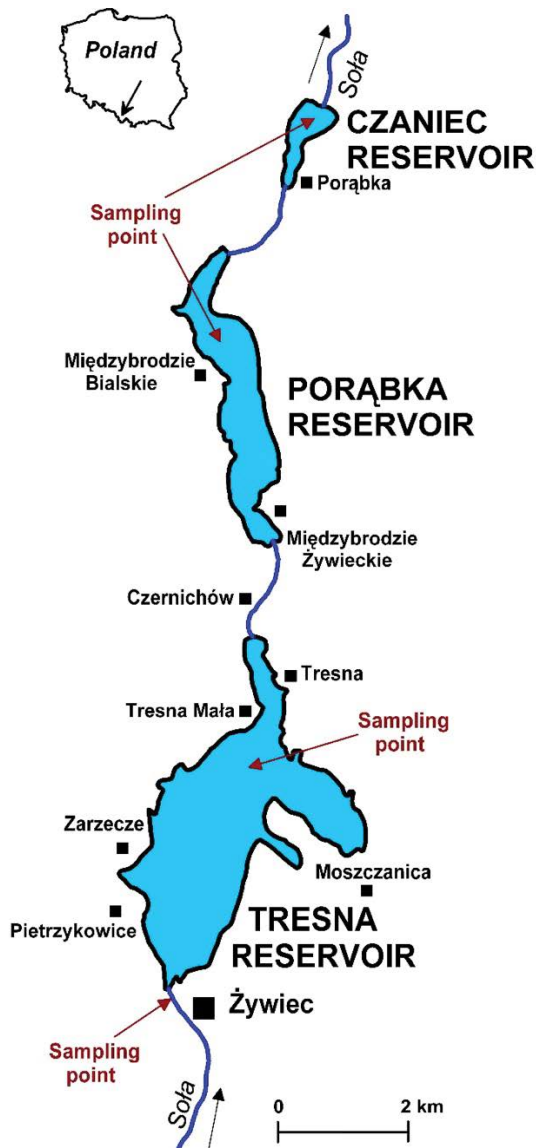 Poland
Soła
CZANIEC
RESERVOIR
Porąbka
Sampling
point
Międzybrodzie
Bialskie
PORĄBKA
RESERVOIR
Międzybrodzie
Żywieckie
Czernichów
Tresna
Tresna Mała
Sampling
point
Zarzecze
Moszczanica
Pietrzykowice
TRESNA
RESERVOIR
Żywiec
Sampling
point
Soła
0 2 km